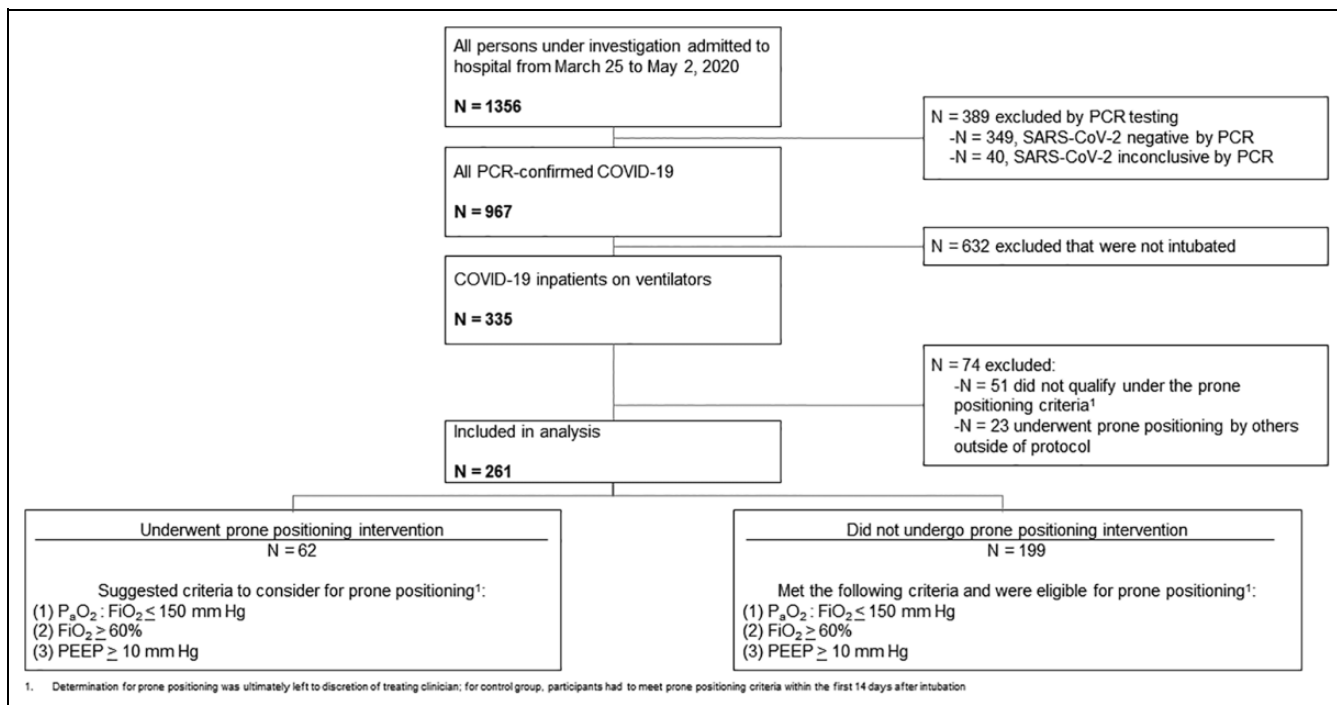 All persons under investigation admitted to
hospital from March 25 to May 2, 2020
N = 1356
N = 389 excluded by PCR testing
-N = 349, SARS-CoV-2 negative by PCR
-N = 40, SARS-CoV-2 inconclusive by PCR
All PCR-confirmed COVID-19
N = 967
N = 632 excluded that were not intubated
COVID-19 inpatients on ventilators
N = 335
N = 74 excluded:
-N = 51 did not qualify under the prone
positioning criteria¹
-N = 23 underwent prone positioning by others
outside of protocol
Included in analysis
N = 261
Underwent prone positioning intervention
N = 62
Suggested criteria to consider for prone positioning¹:
(1) PₐO₂ : FiO₂ ≤ 150 mm Hg
(2) FiO₂ ≥ 60%
(3) PEEP ≥ 10 mm Hg
Did not undergo prone positioning intervention
N = 199
Met the following criteria and were eligible for prone positioning¹:
(1) PₐO₂ : FiO₂ ≤ 150 mm Hg
(2) FiO₂ ≥ 60%
(3) PEEP ≥ 10 mm Hg
1. Determination for prone positioning was ultimately left to discretion of treating clinician; for control group, participants had to meet prone positioning criteria within the first 14 days after intubation